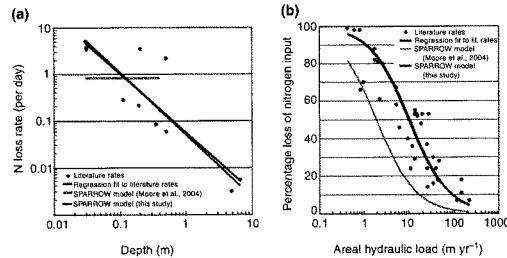 (a)
N loss rate (per day)
10
1
0.1
0.01
0.01
0.1
1
10
Depth (m)
Literature rates
Regression fit to literature rates
SPARROW model (Moore et al., 2004)
SPARROW model (this study)
(b)
Percentage loss of nitrogen input
100
80
60
40
20
0
0.1
1.0
10
100
1000
Areal hydraulic load (m yr⁻¹)
Literature rates
Regression fit to lit. rates
SPARROW model
(Moore et al., 2004)
SPARROW model
(this study)